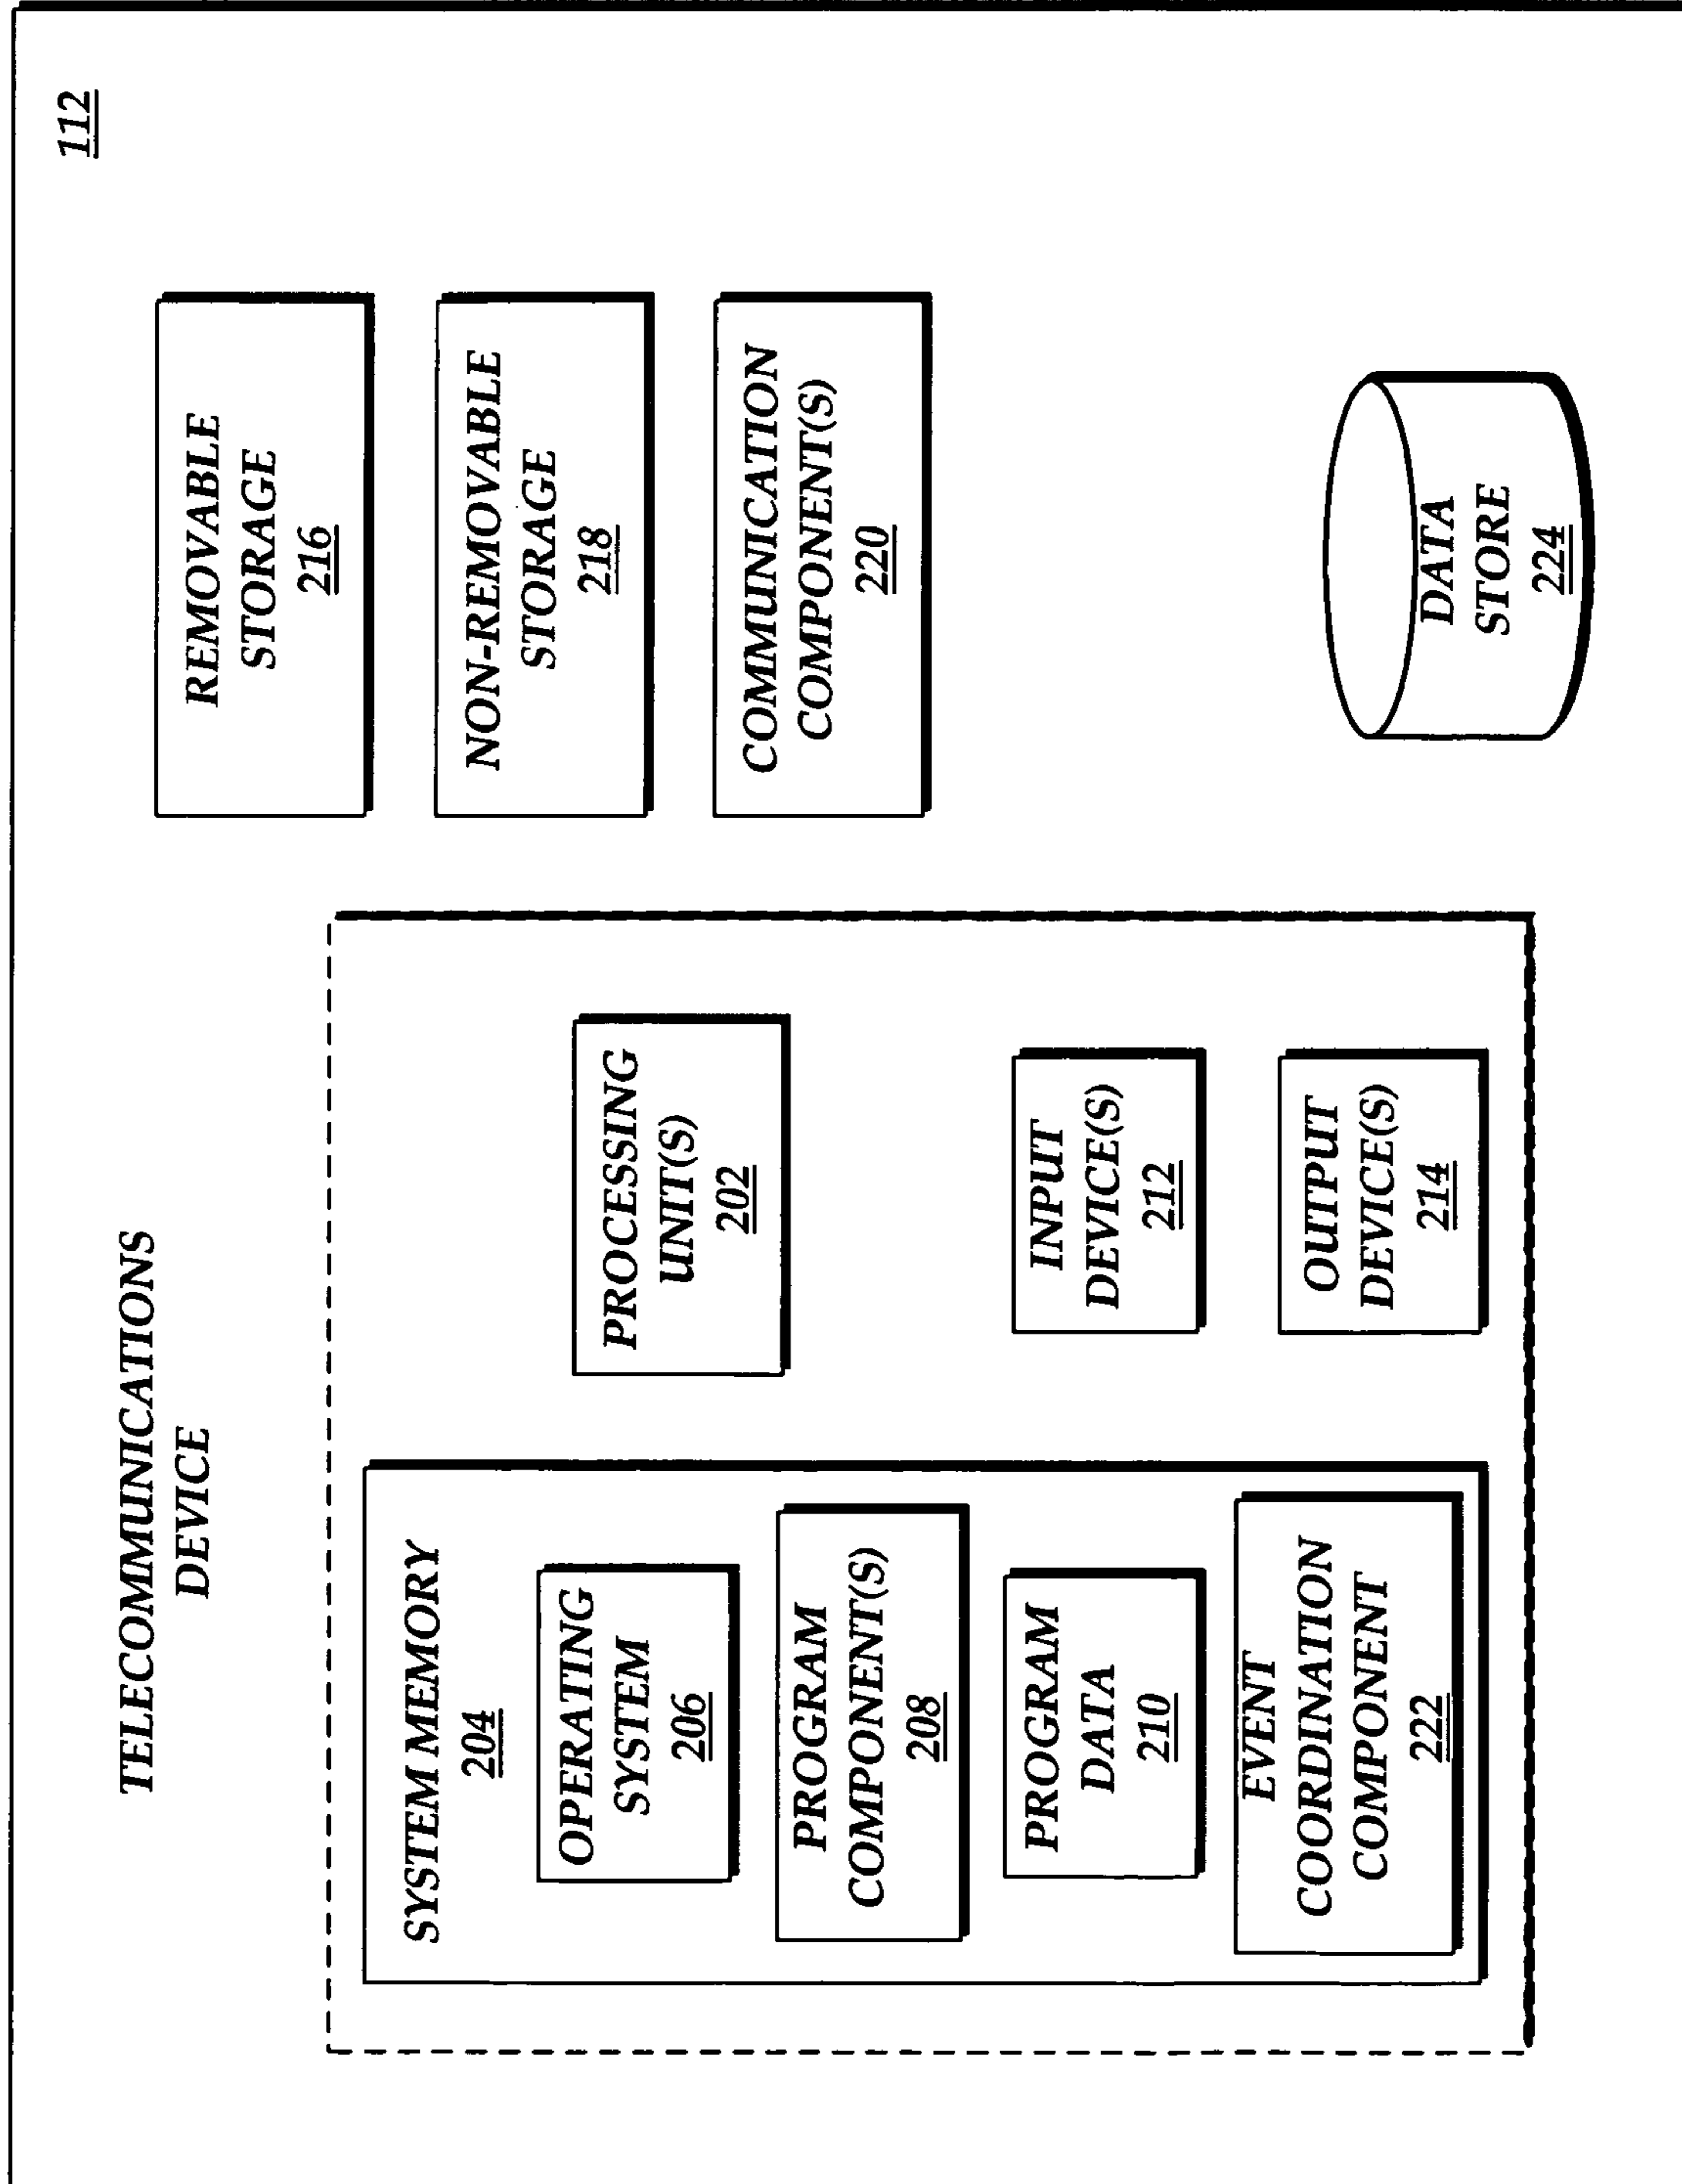 112
TELECOMMUNICATIONS
DEVICE
SYSTEM MEMORY
204
OPERATING
SYSTEM
206
PROGRAM
COMPONENT(S)
208
PROGRAM
DATA
210
EVENT
COORDINATION
COMPONENT
222
PROCESSING
UNIT(S)
202
INPUT
DEVICE(S)
212
OUTPUT
DEVICE(S)
214
REMOVABLE
STORAGE
216
NON-REMOVABLE
STORAGE
218
COMMUNICATION
COMPONENT(S)
220
DATA
STORE
224